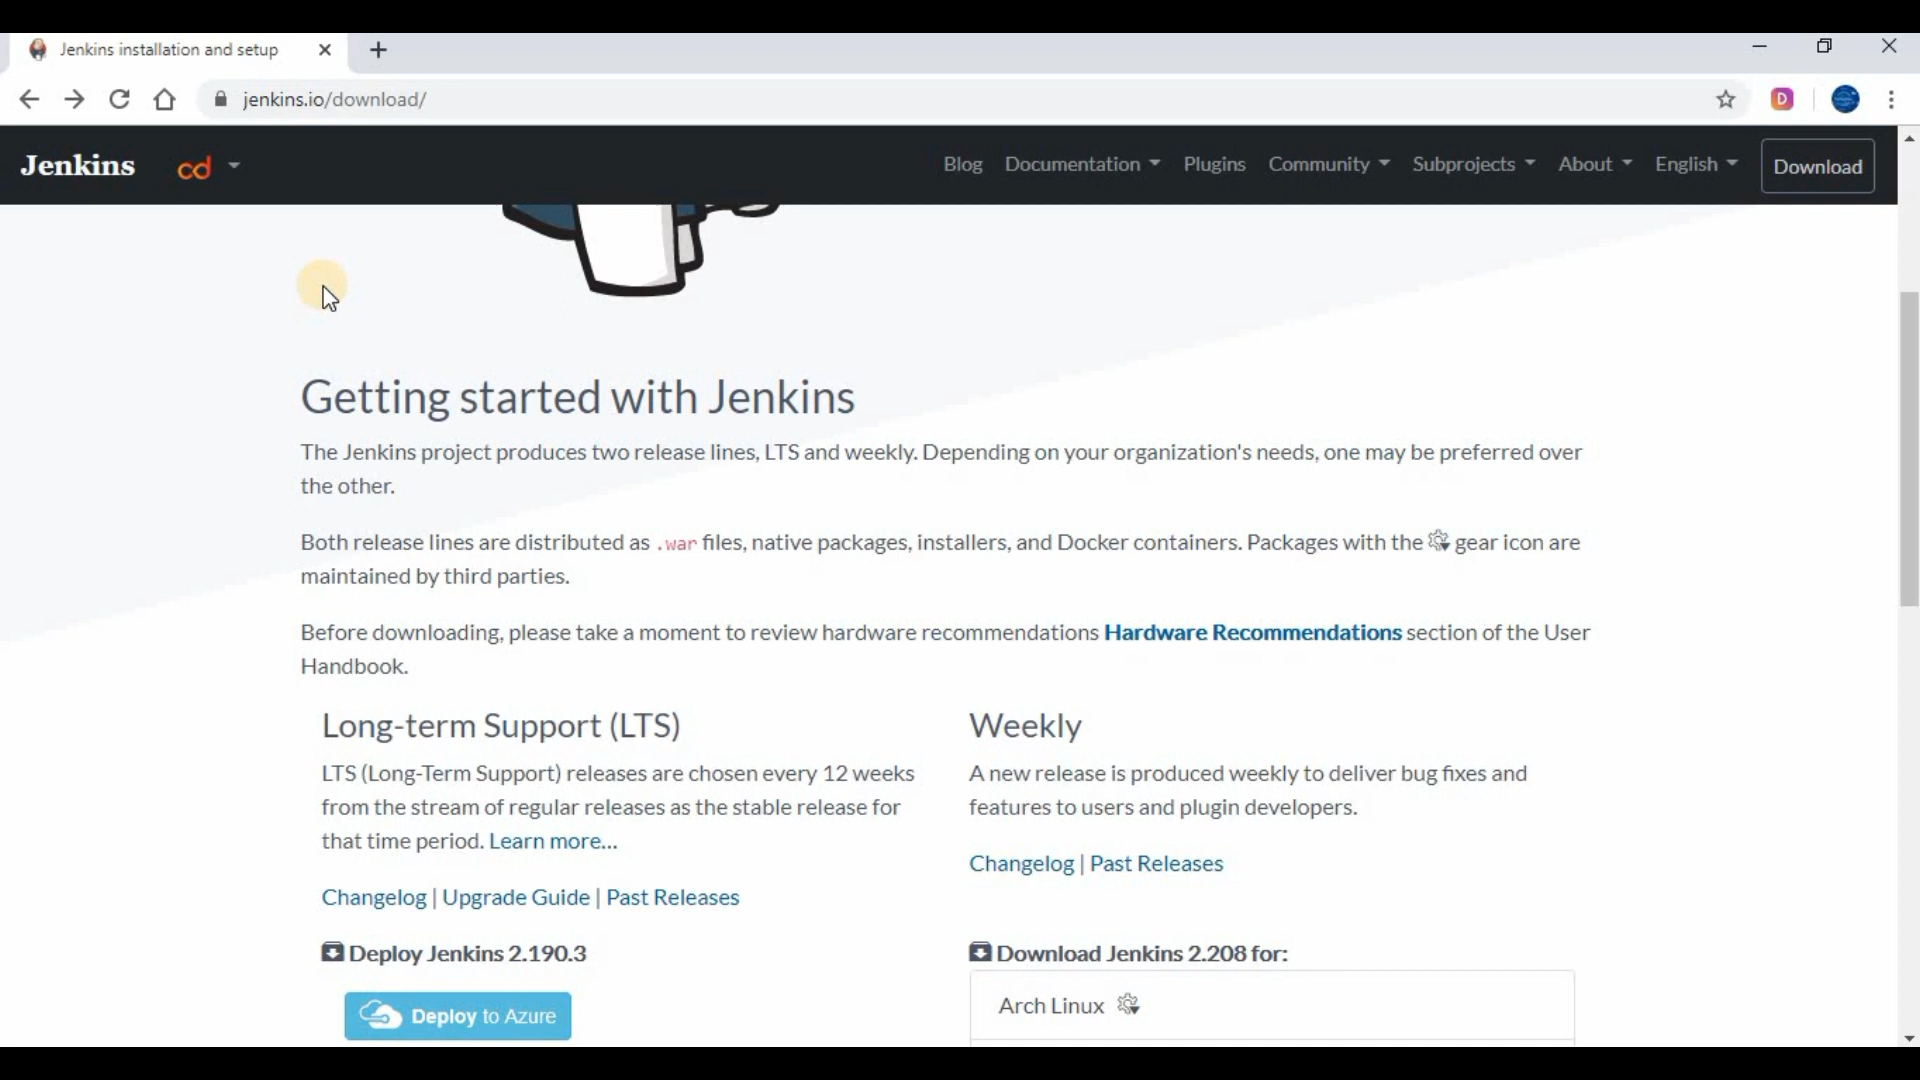 Jenkins installation and setup
jenkins.io/download/
D
Jenkins cd Blog Documentation Plugins Community Subprojects About English Download
Getting started with Jenkins
The Jenkins project produces two release lines, LTS and weekly. Depending on your organization's needs, one may be preferred over
the other.
Both release lines are distributed as .war files, native packages, installers, and Docker containers. Packages with the gear icon are
maintained by third parties.
Before downloading, please take a moment to review hardware recommendations Hardware Recommendations section of the User
Handbook.
Long-term Support (LTS)
LTS (Long-Term Support) releases are chosen every 12 weeks
from the stream of regular releases as the stable release for
that time period. Learn more...
Changelog | Upgrade Guide | Past Releases
Deploy Jenkins 2.190.3
Deploy to Azure
Weekly
A new release is produced weekly to deliver bug fixes and
features to users and plugin developers.
Changelog | Past Releases
Download Jenkins 2.208 for:
Arch Linux